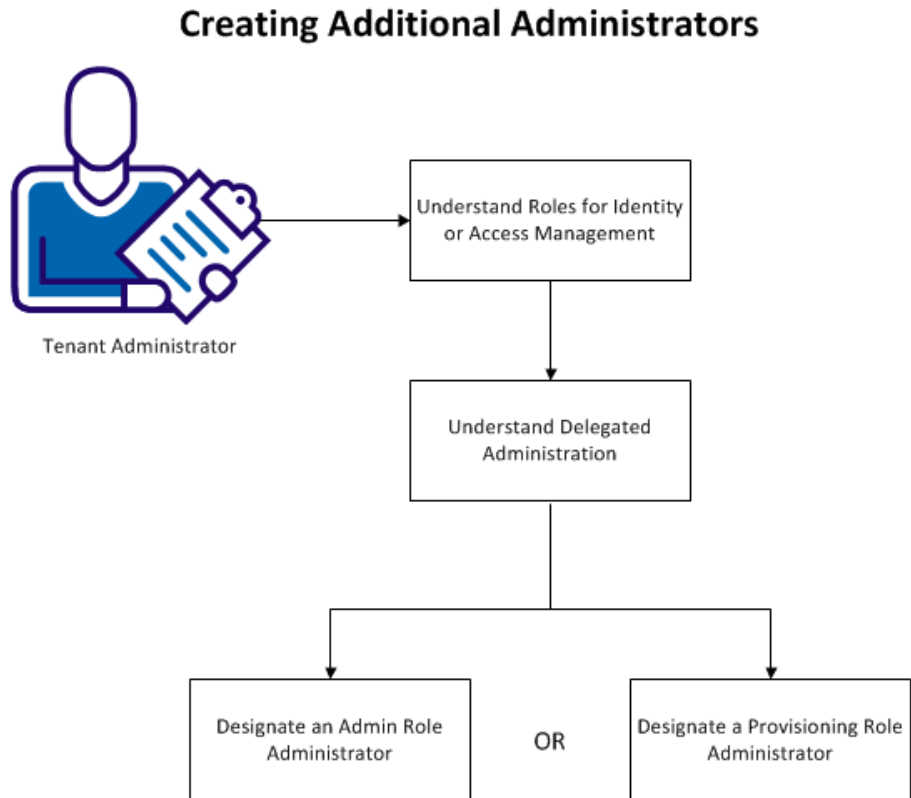 Creating Additional Administrators
Understand Roles for Identity
or Access Management
Tenant Administrator
Understand Delegated
Administration
Designate an Admin Role
Administrator
OR
Designate a Provisioning Role
Administrator